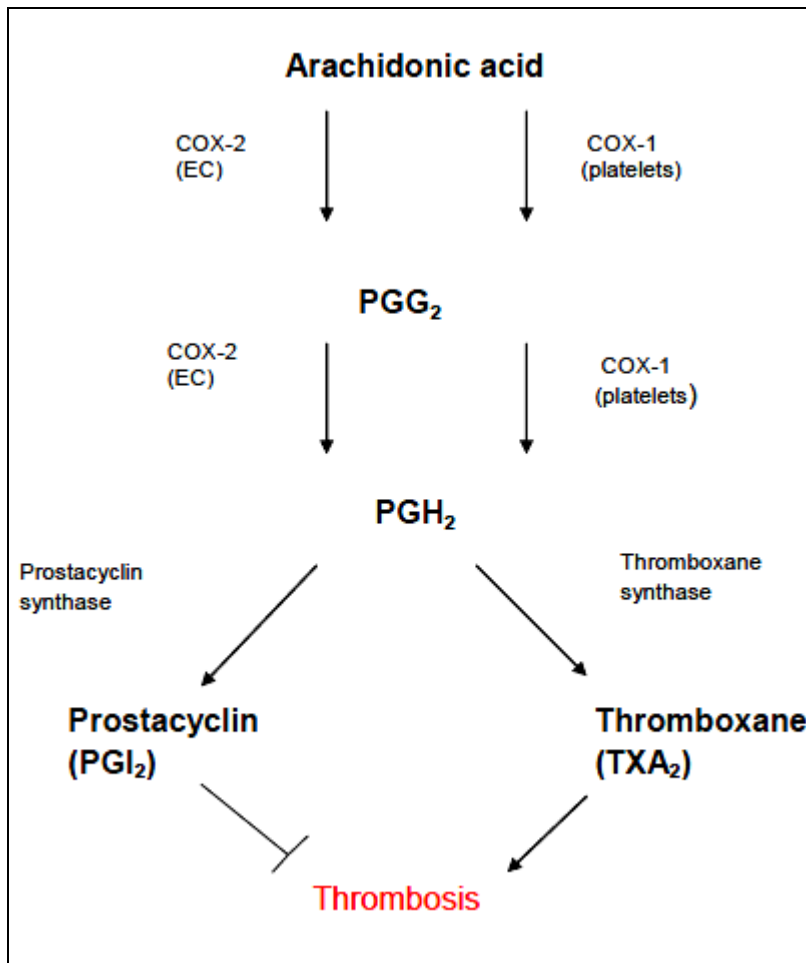 Arachidonic acid
COX-2
(EC)
COX-1
(platelets)
PGG₂
COX-2
(EC)
COX-1
(platelets)
PGH₂
Prostacyclin
synthase
Thromboxane
synthase
Prostacyclin
(PGI₂)
Thromboxane
(TXA₂)
Thrombosis